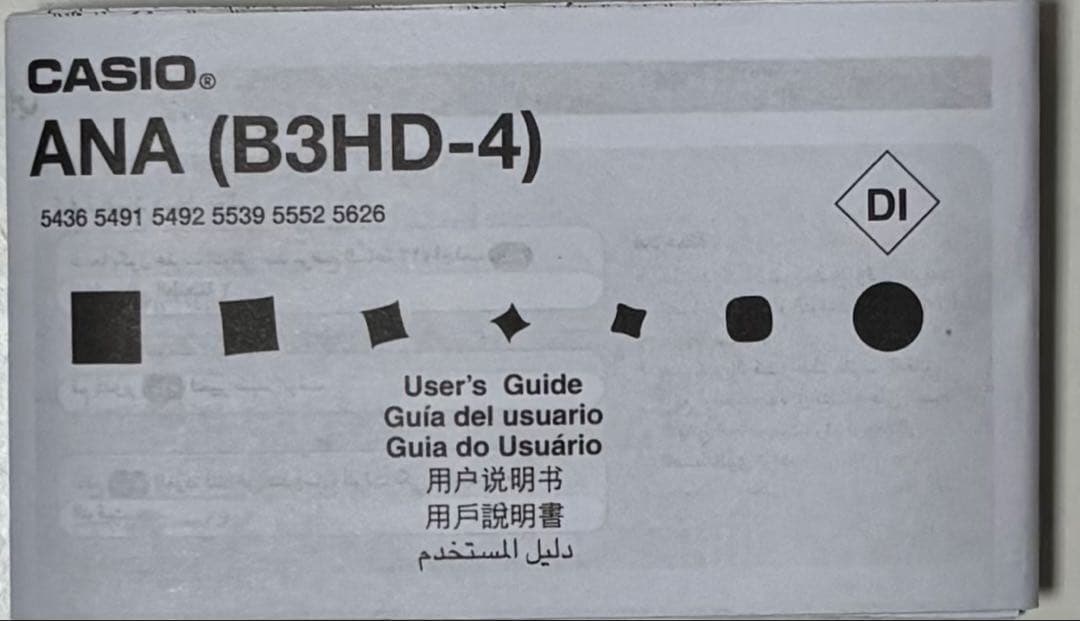 CASIO®
ANA (B3HD-4)
5436 5491 5492 5539 5552 5626
DI
User's Guide
Guía del usuario
Guia do Usuário
用户说明书
用戶說明書
دليل المستخدم